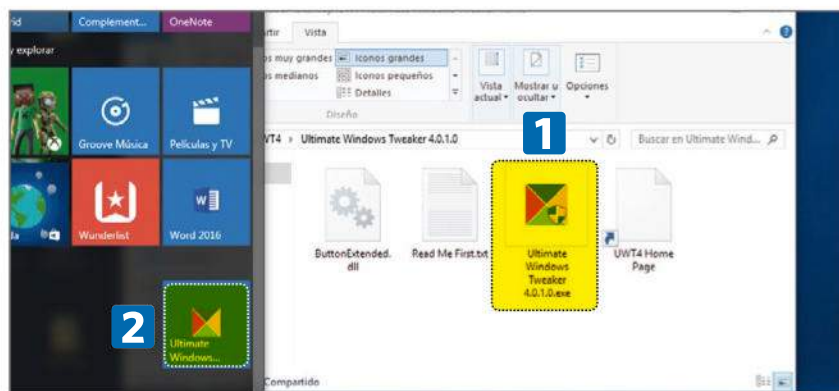 Complement...
OneNote
y explorar
Groove Música
Películas y TV
Wunderlist
Word 2016
2
Ultimate
Windows...
Vista
os muy grandes
Iconos grandes
os medianos
Iconos pequeños
Detalles
Diseño
Vista
actual
Mostrar u
ocultar
Opciones
1
WT4
Ultimate Windows Tweaker 4.0.1.0
Buscar en Ultimate Wind...
ButtonExtended.
dll
Read Me First.txt
Ultimate
Windows
Tweaker
4.0.1.0.exe
UWT4 Home
Page
Compartido